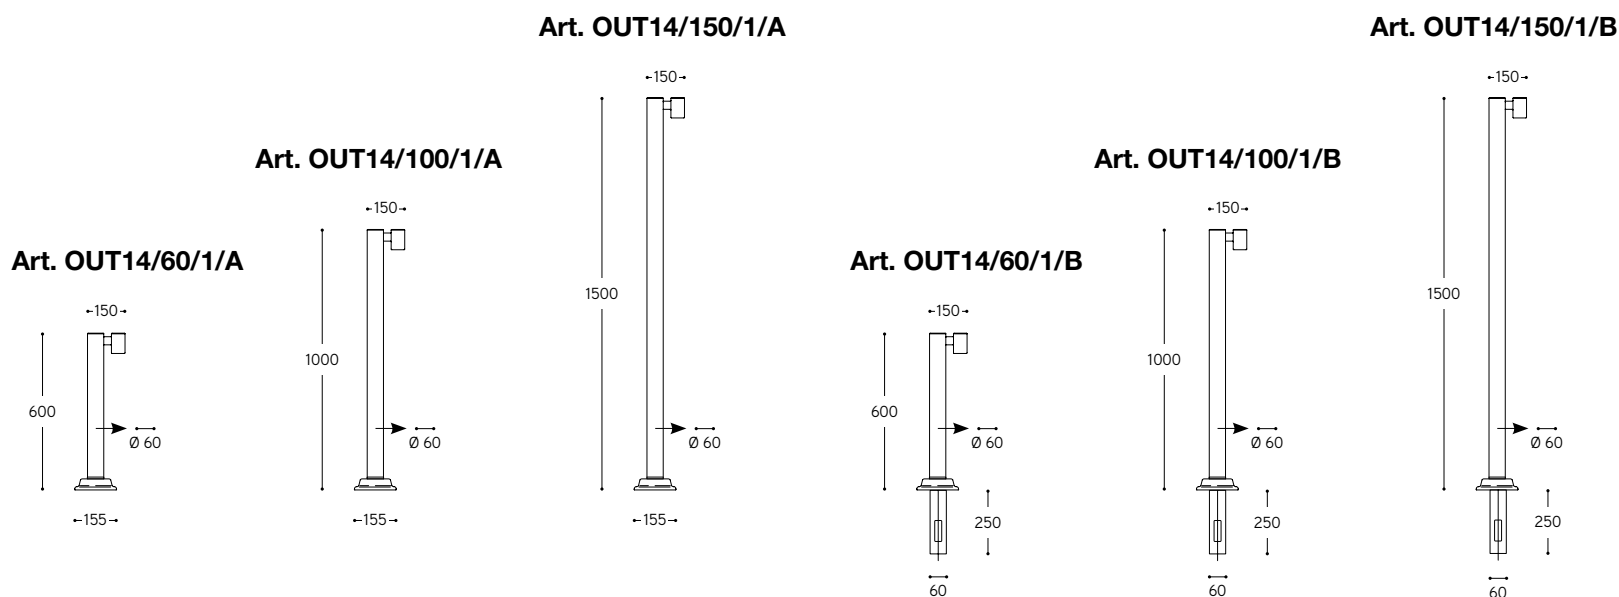 Art. OUT14/150/1/A
150
1500
Ø 60
155
Art. OUT14/100/1/A
150
1000
Ø 60
155
Art. OUT14/60/1/A
150
600
Ø 60
155
Art. OUT14/150/1/B
150
1500
Ø 60
250
60
Art. OUT14/100/1/B
150
1000
Ø 60
250
60
Art. OUT14/60/1/B
150
600
Ø 60
250
60